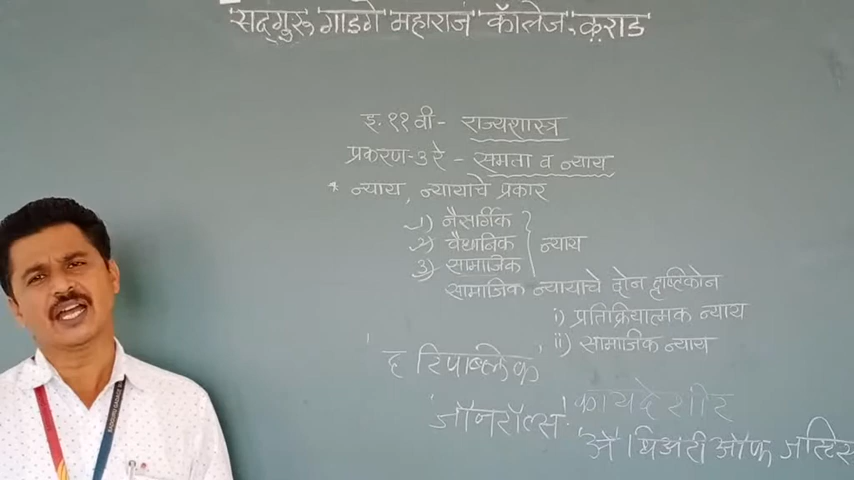 सद्गुरू गाडगे महाराज कॉलेज, कराड
इ. ११ वी - राज्यशास्त्र
प्रकरण-३ रे - समता व न्याय
* न्याय, न्यायाचे प्रकार
१) नैसर्गिक
२) वैधानिक } न्याय
३) सामाजिक
सामाजिक न्यायाचे दोन दृष्टिकोन
i) प्रतिक्रियात्मक न्याय
ii) सामाजिक न्याय
'द रिपाब्लेक'
कायदेशीर
'जॉनरॉल्स'
'अे थिअरी ऑफ जस्टिस